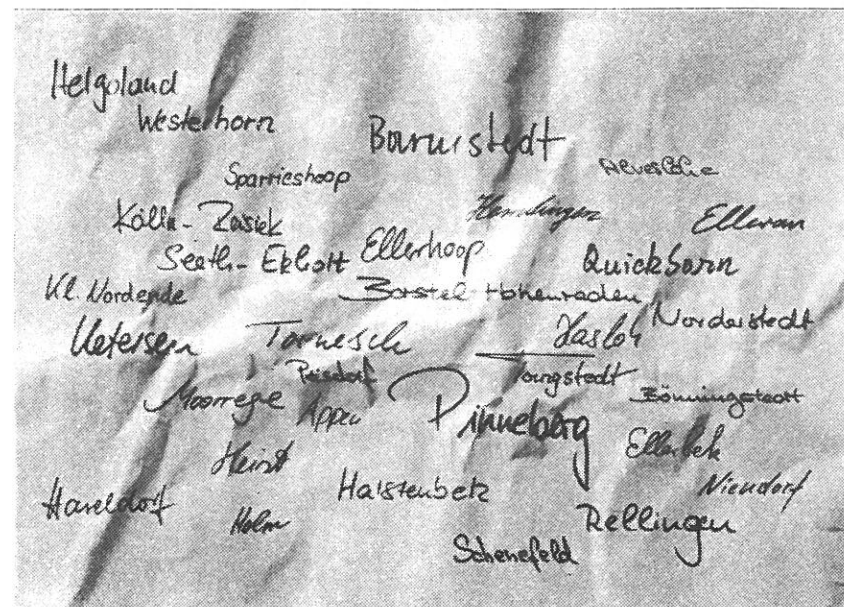 Helgoland
Westerhorn
Barmstedt
Alveslohe
Sparrieshoop
Kölln-Reisiek
Hemdingen
Ellerau
Seeth-Ekholt
Ellerhoop
Quickborn
Kl. Nordende
Borstel-Hohenraden
Norderstedt
Uetersen
Tornesch
Hasloh
Prisdorf
Tangstedt
Moorrege
Appen
Pinneberg
Bönningstedt
Ellerbek
Heist
Niendorf
Haseldorf
Halstenbek
Holm
Rellingen
Schenefeld